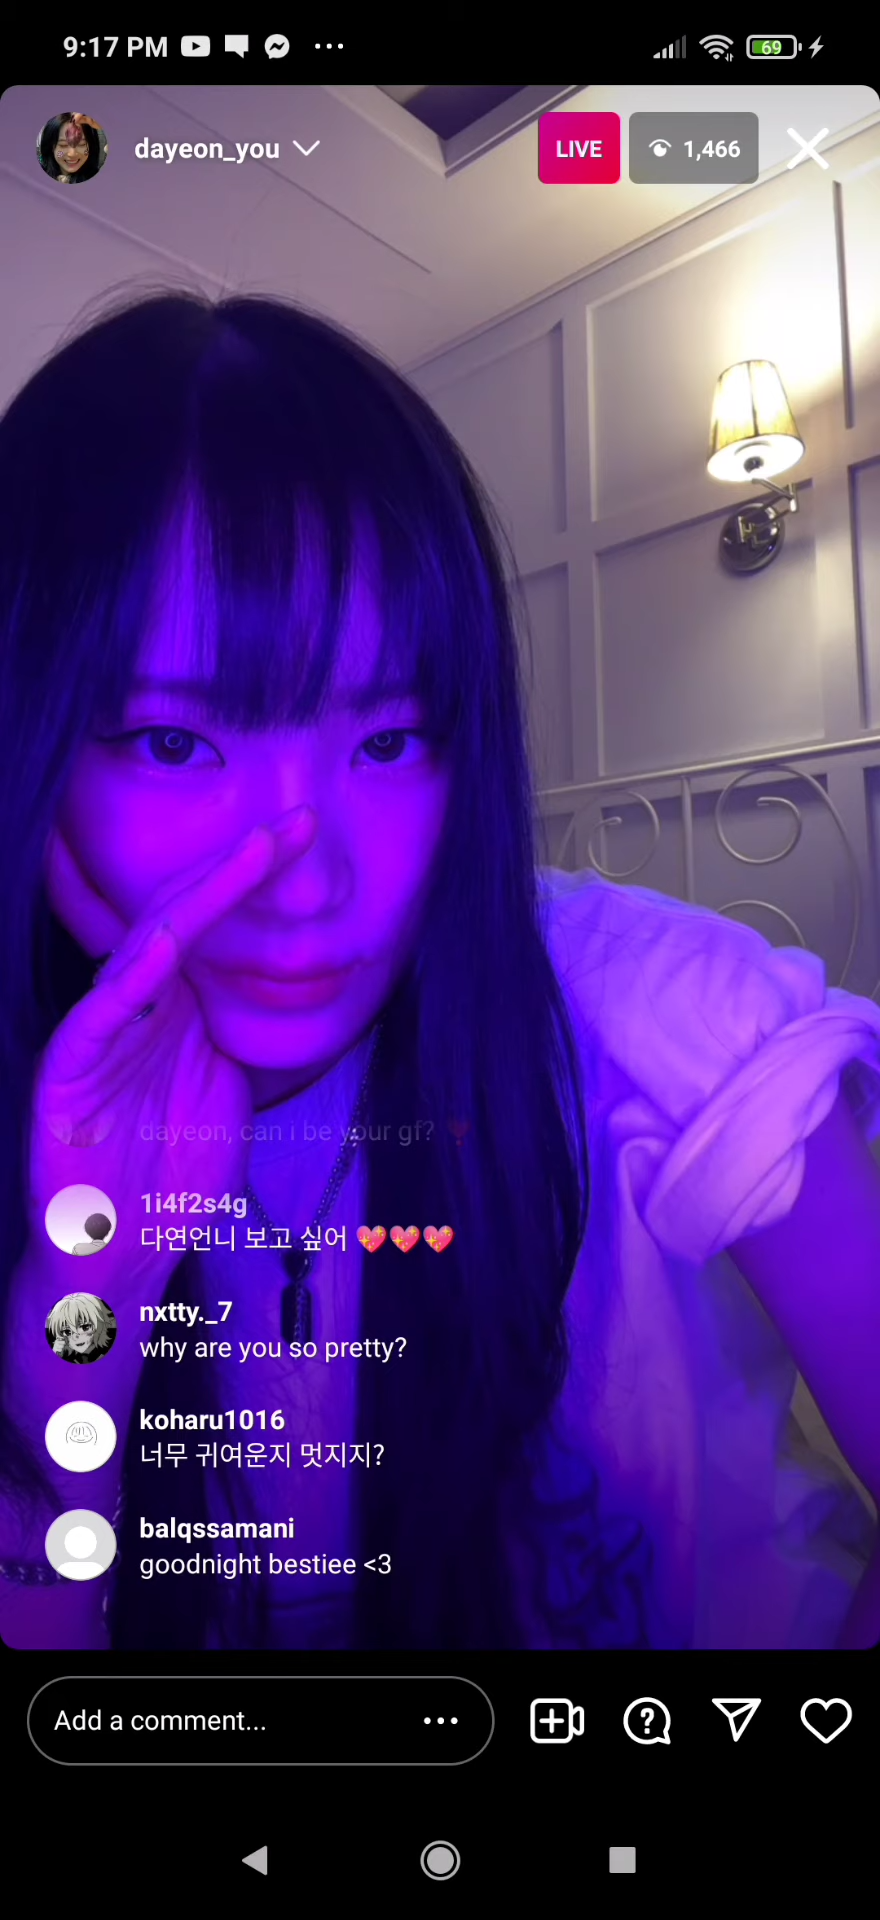 9:17 PM
69
dayeon_you
LIVE
1,466
dayeon, can i be your gf?
1i4f2s4g
다연언니 보고 싶어 💖💖💖
nxtty._7
why are you so pretty?
koharu1016
너무 귀여운지 멋지지?
balqssamani
goodnight bestiee <3
Add a comment...